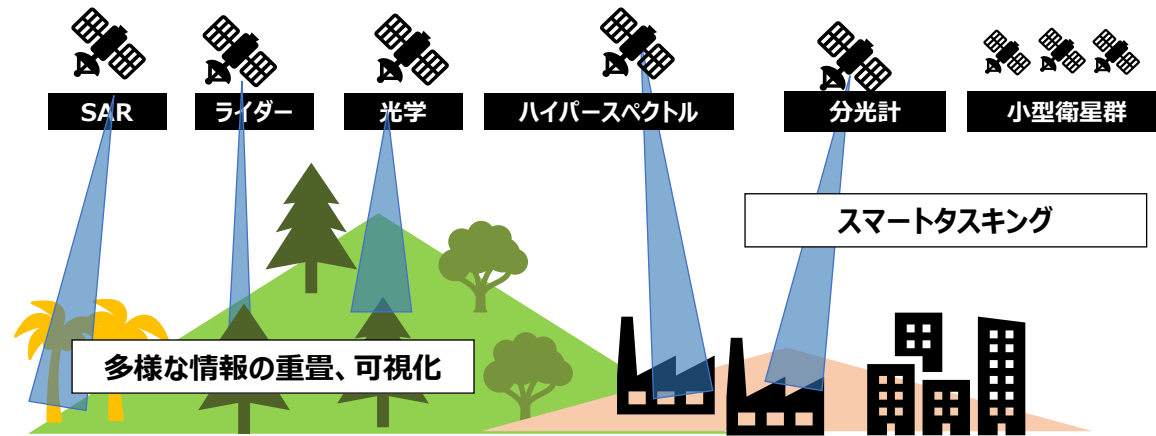 SAR
ライダー
光学
ハイパースペクトル
分光計
小型衛星群
スマートタスキング
多様な情報の重畳、可視化